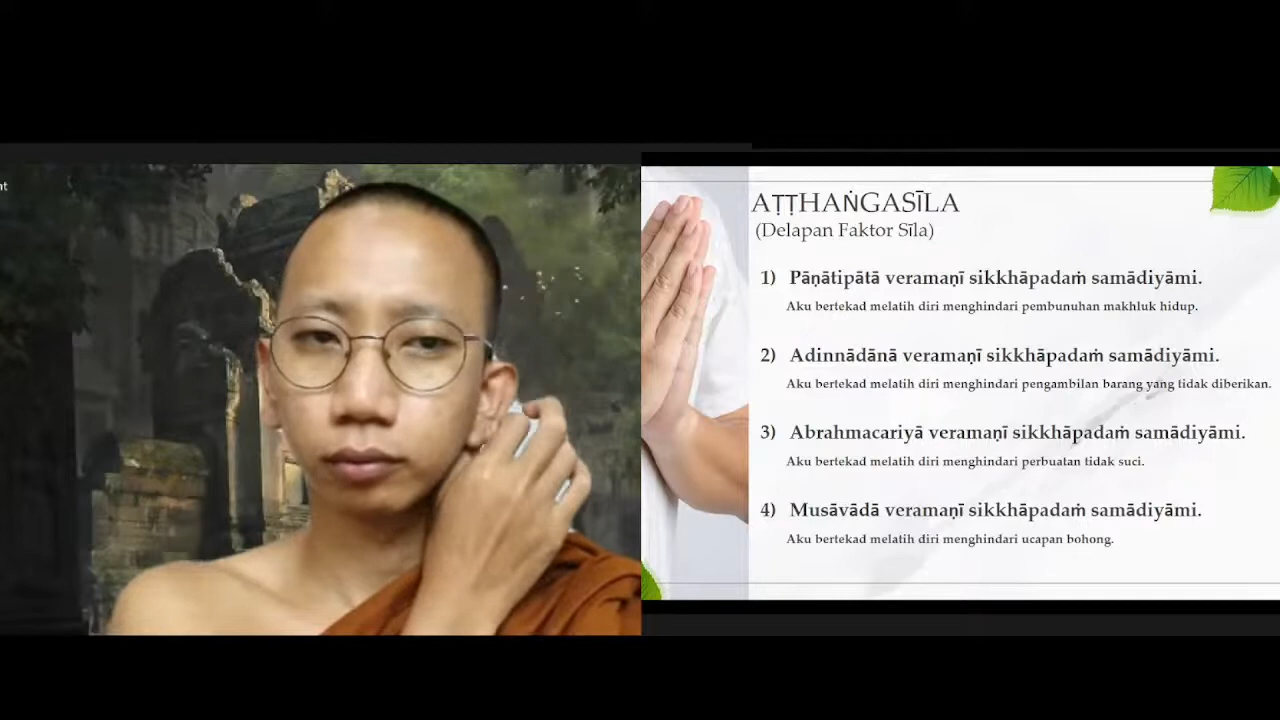 nt
AṬṬHAṄGASĪLA
(Delapan Faktor Sīla)
1) Pāṇātipātā veramaṇī sikkhāpadaṁ samādiyāmi.
Aku bertekad melatih diri menghindari pembunuhan makhluk hidup.
2) Adinnādānā veramaṇī sikkhāpadaṁ samādiyāmi.
Aku bertekad melatih diri menghindari pengambilan barang yang tidak diberikan.
3) Abrahmacariyā veramaṇī sikkhāpadaṁ samādiyāmi.
Aku bertekad melatih diri menghindari perbuatan tidak suci.
4) Musāvādā veramaṇī sikkhāpadaṁ samādiyāmi.
Aku bertekad melatih diri menghindari ucapan bohong.